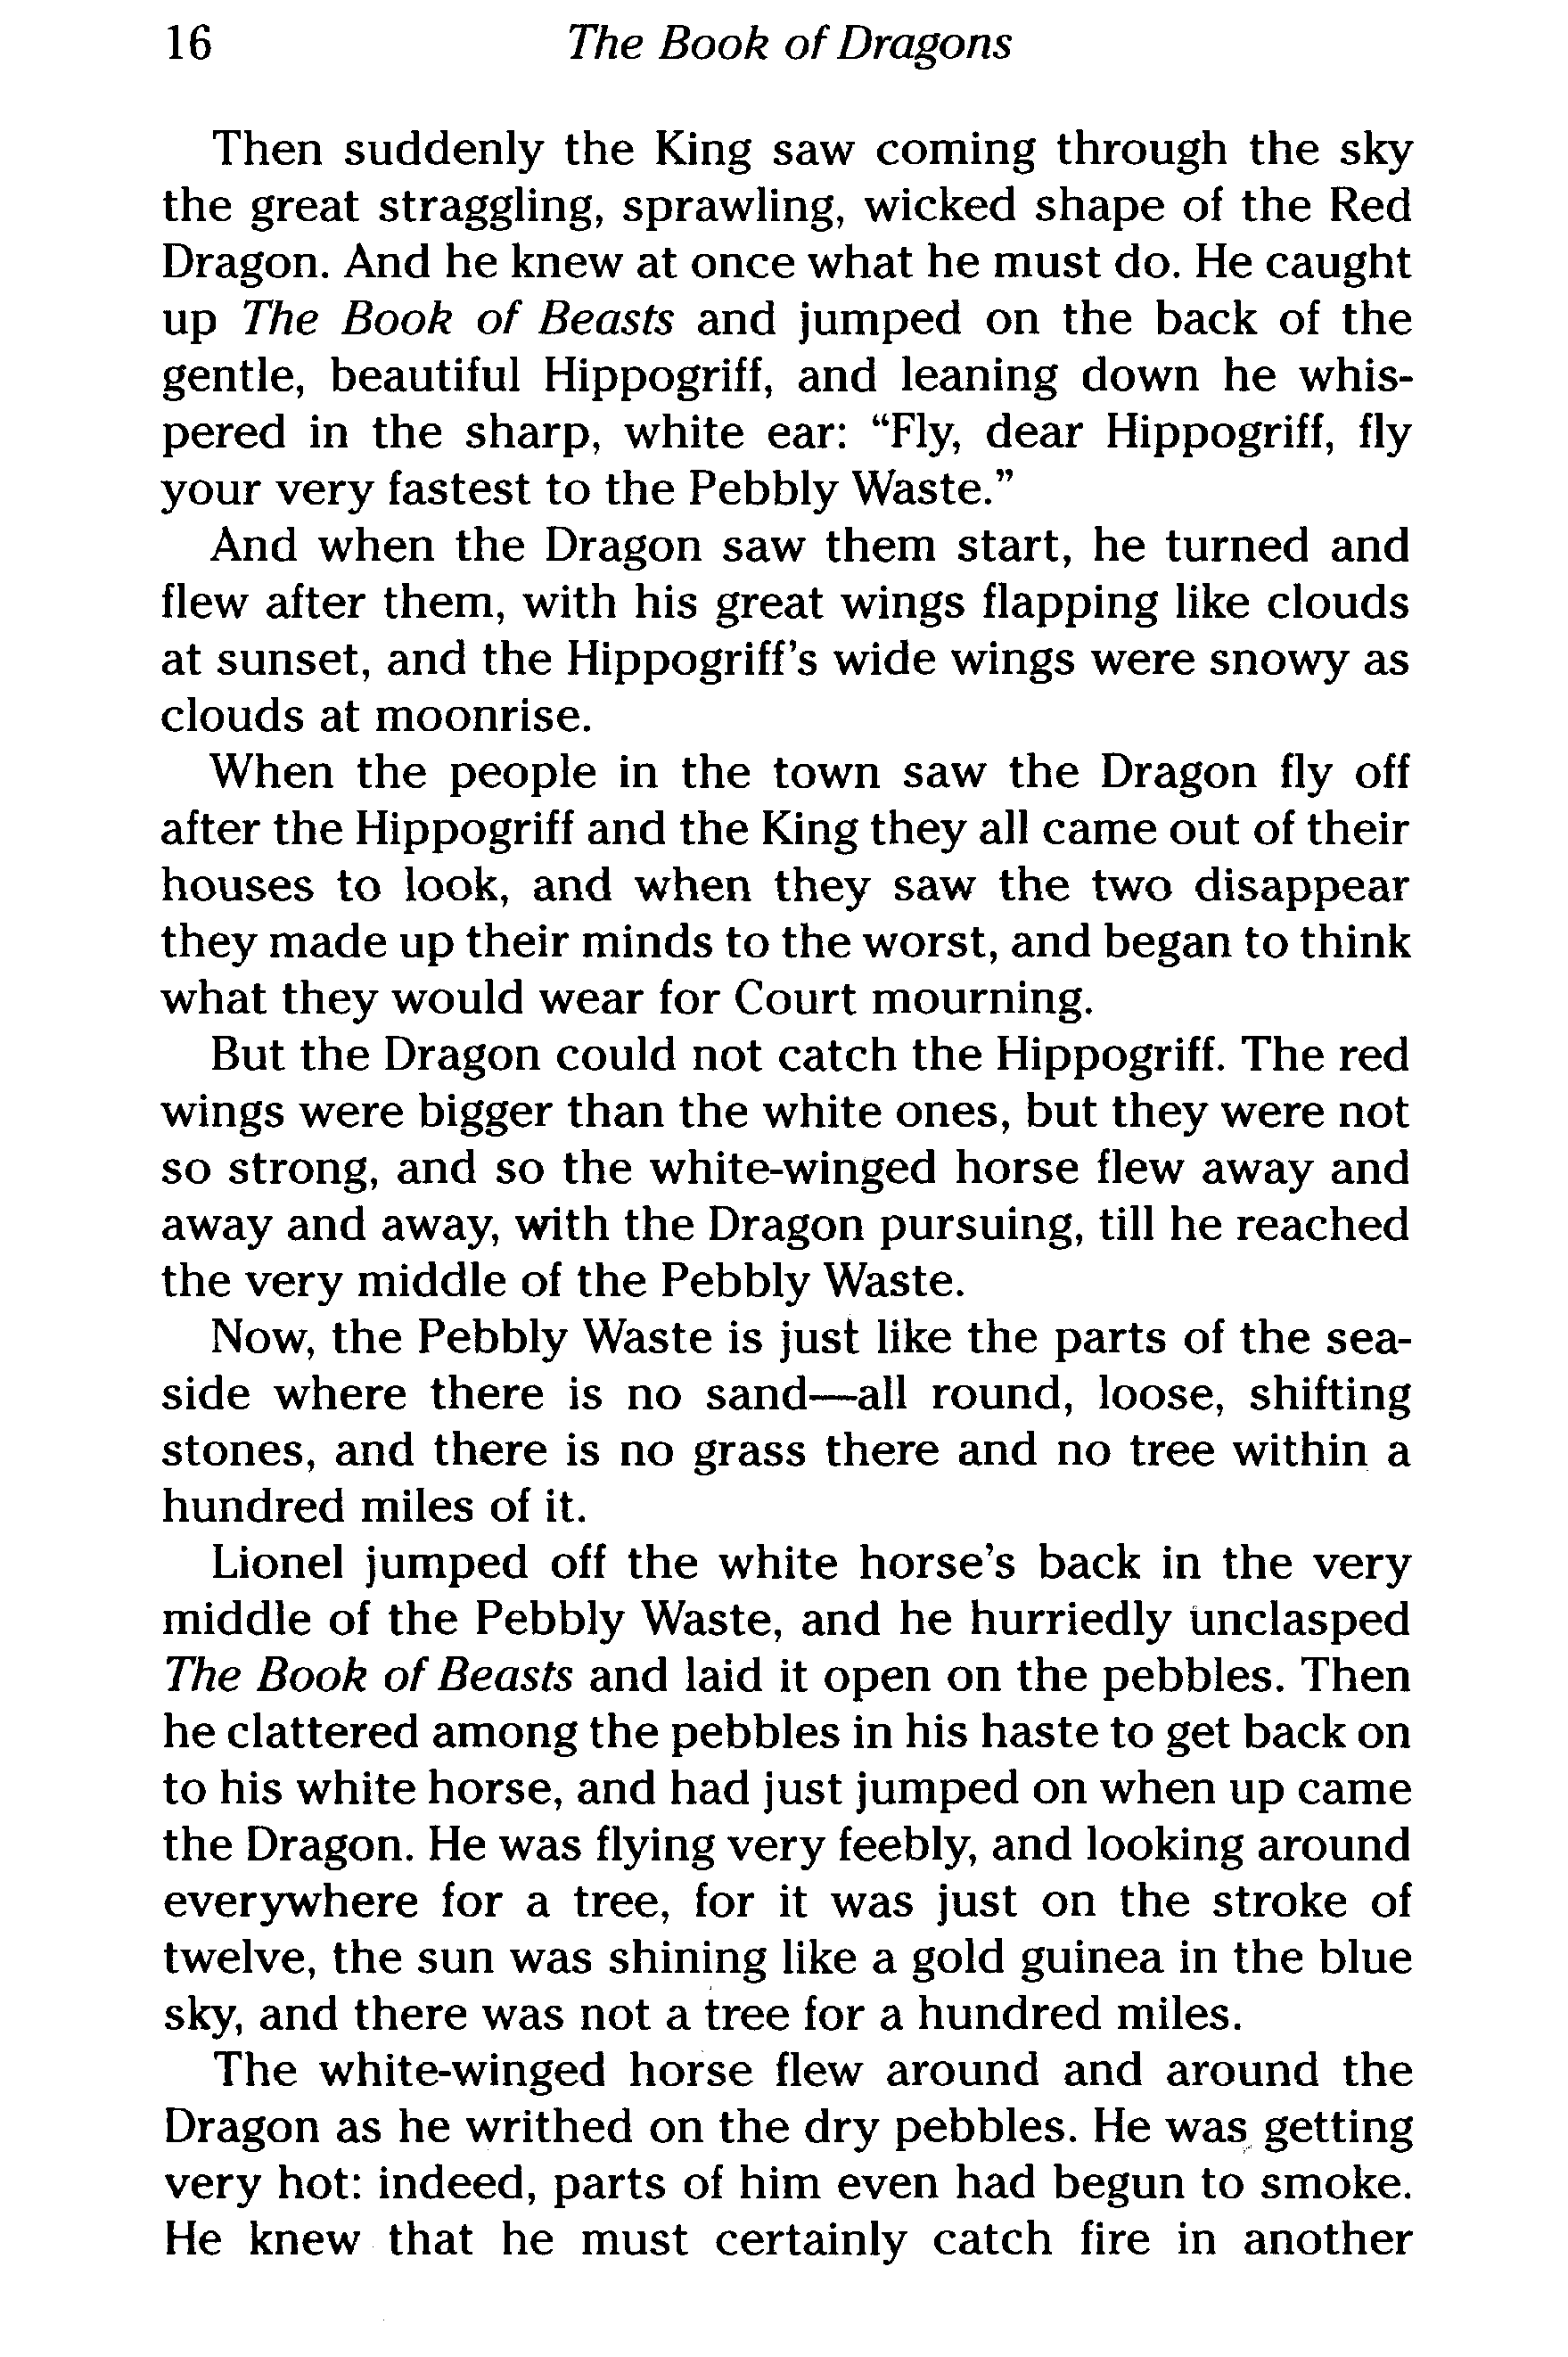 16 The Book of Dragons
Then suddenly the King saw coming through the sky
the great straggling, sprawling, wicked shape of the Red
Dragon. And he knew at once what he must do. He caught
up The Book of Beasts and jumped on the back of the
gentle, beautiful Hippogriff, and leaning down he whis-
pered in the sharp, white ear: “Fly, dear Hippogriff, fly
your very fastest to the Pebbly Waste.”
And when the Dragon saw them start, he turned and
flew after them, with his great wings flapping like clouds
at sunset, and the Hippogriff’s wide wings were snowy as
clouds at moonrise.
When the people in the town saw the Dragon fly off
after the Hippogriff and the King they all came out of their
houses to look, and when they saw the two disappear
they made up their minds to the worst, and began to think
what they would wear for Court mourning.
But the Dragon could not catch the Hippogriff. The red
wings were bigger than the white ones, but they were not
so strong, and so the white-winged horse flew away and
away and away, with the Dragon pursuing, till he reached
the very middle of the Pebbly Waste.
Now, the Pebbly Waste is just like the parts of the sea-
side where there is no sand—all round, loose, shifting
stones, and there is no grass there and no tree within a
hundred miles of it.
Lionel jumped off the white horse’s back in the very
middle of the Pebbly Waste, and he hurriedly unclasped
The Book of Beasts and laid it open on the pebbles. Then
he clattered among the pebbles in his haste to get back on
to his white horse, and had just jumped on when up came
the Dragon. He was flying very feebly, and looking around
everywhere for a tree, for it was just on the stroke of
twelve, the sun was shining like a gold guinea in the blue
sky, and there was not a tree for a hundred miles.
The white-winged horse flew around and around the
Dragon as he writhed on the dry pebbles. He was getting
very hot: indeed, parts of him even had begun to smoke.
He knew that he must certainly catch fire in another